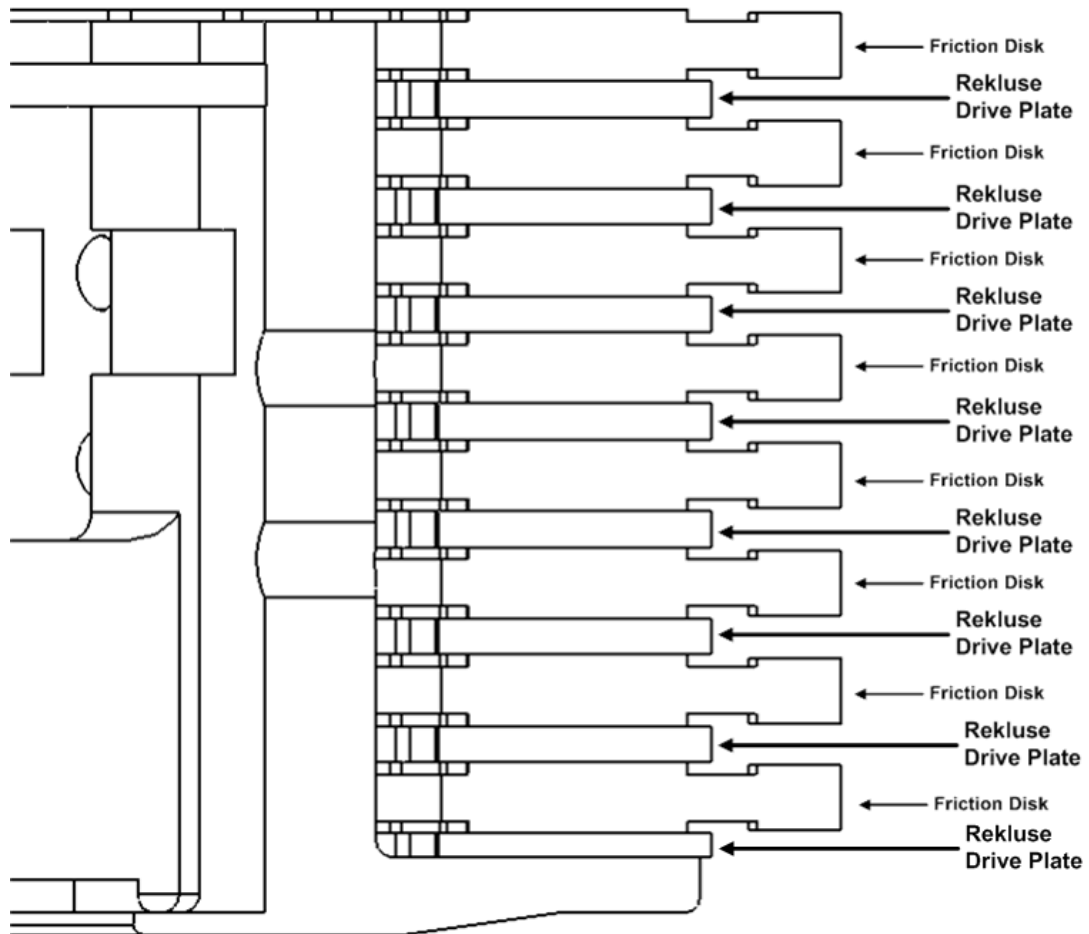 Friction Disk
Rekluse
Drive Plate
Friction Disk
Rekluse
Drive Plate
Friction Disk
Rekluse
Drive Plate
Friction Disk
Rekluse
Drive Plate
Friction Disk
Rekluse
Drive Plate
Friction Disk
Rekluse
Drive Plate
Friction Disk
Rekluse
Drive Plate
Friction Disk
Rekluse
Drive Plate